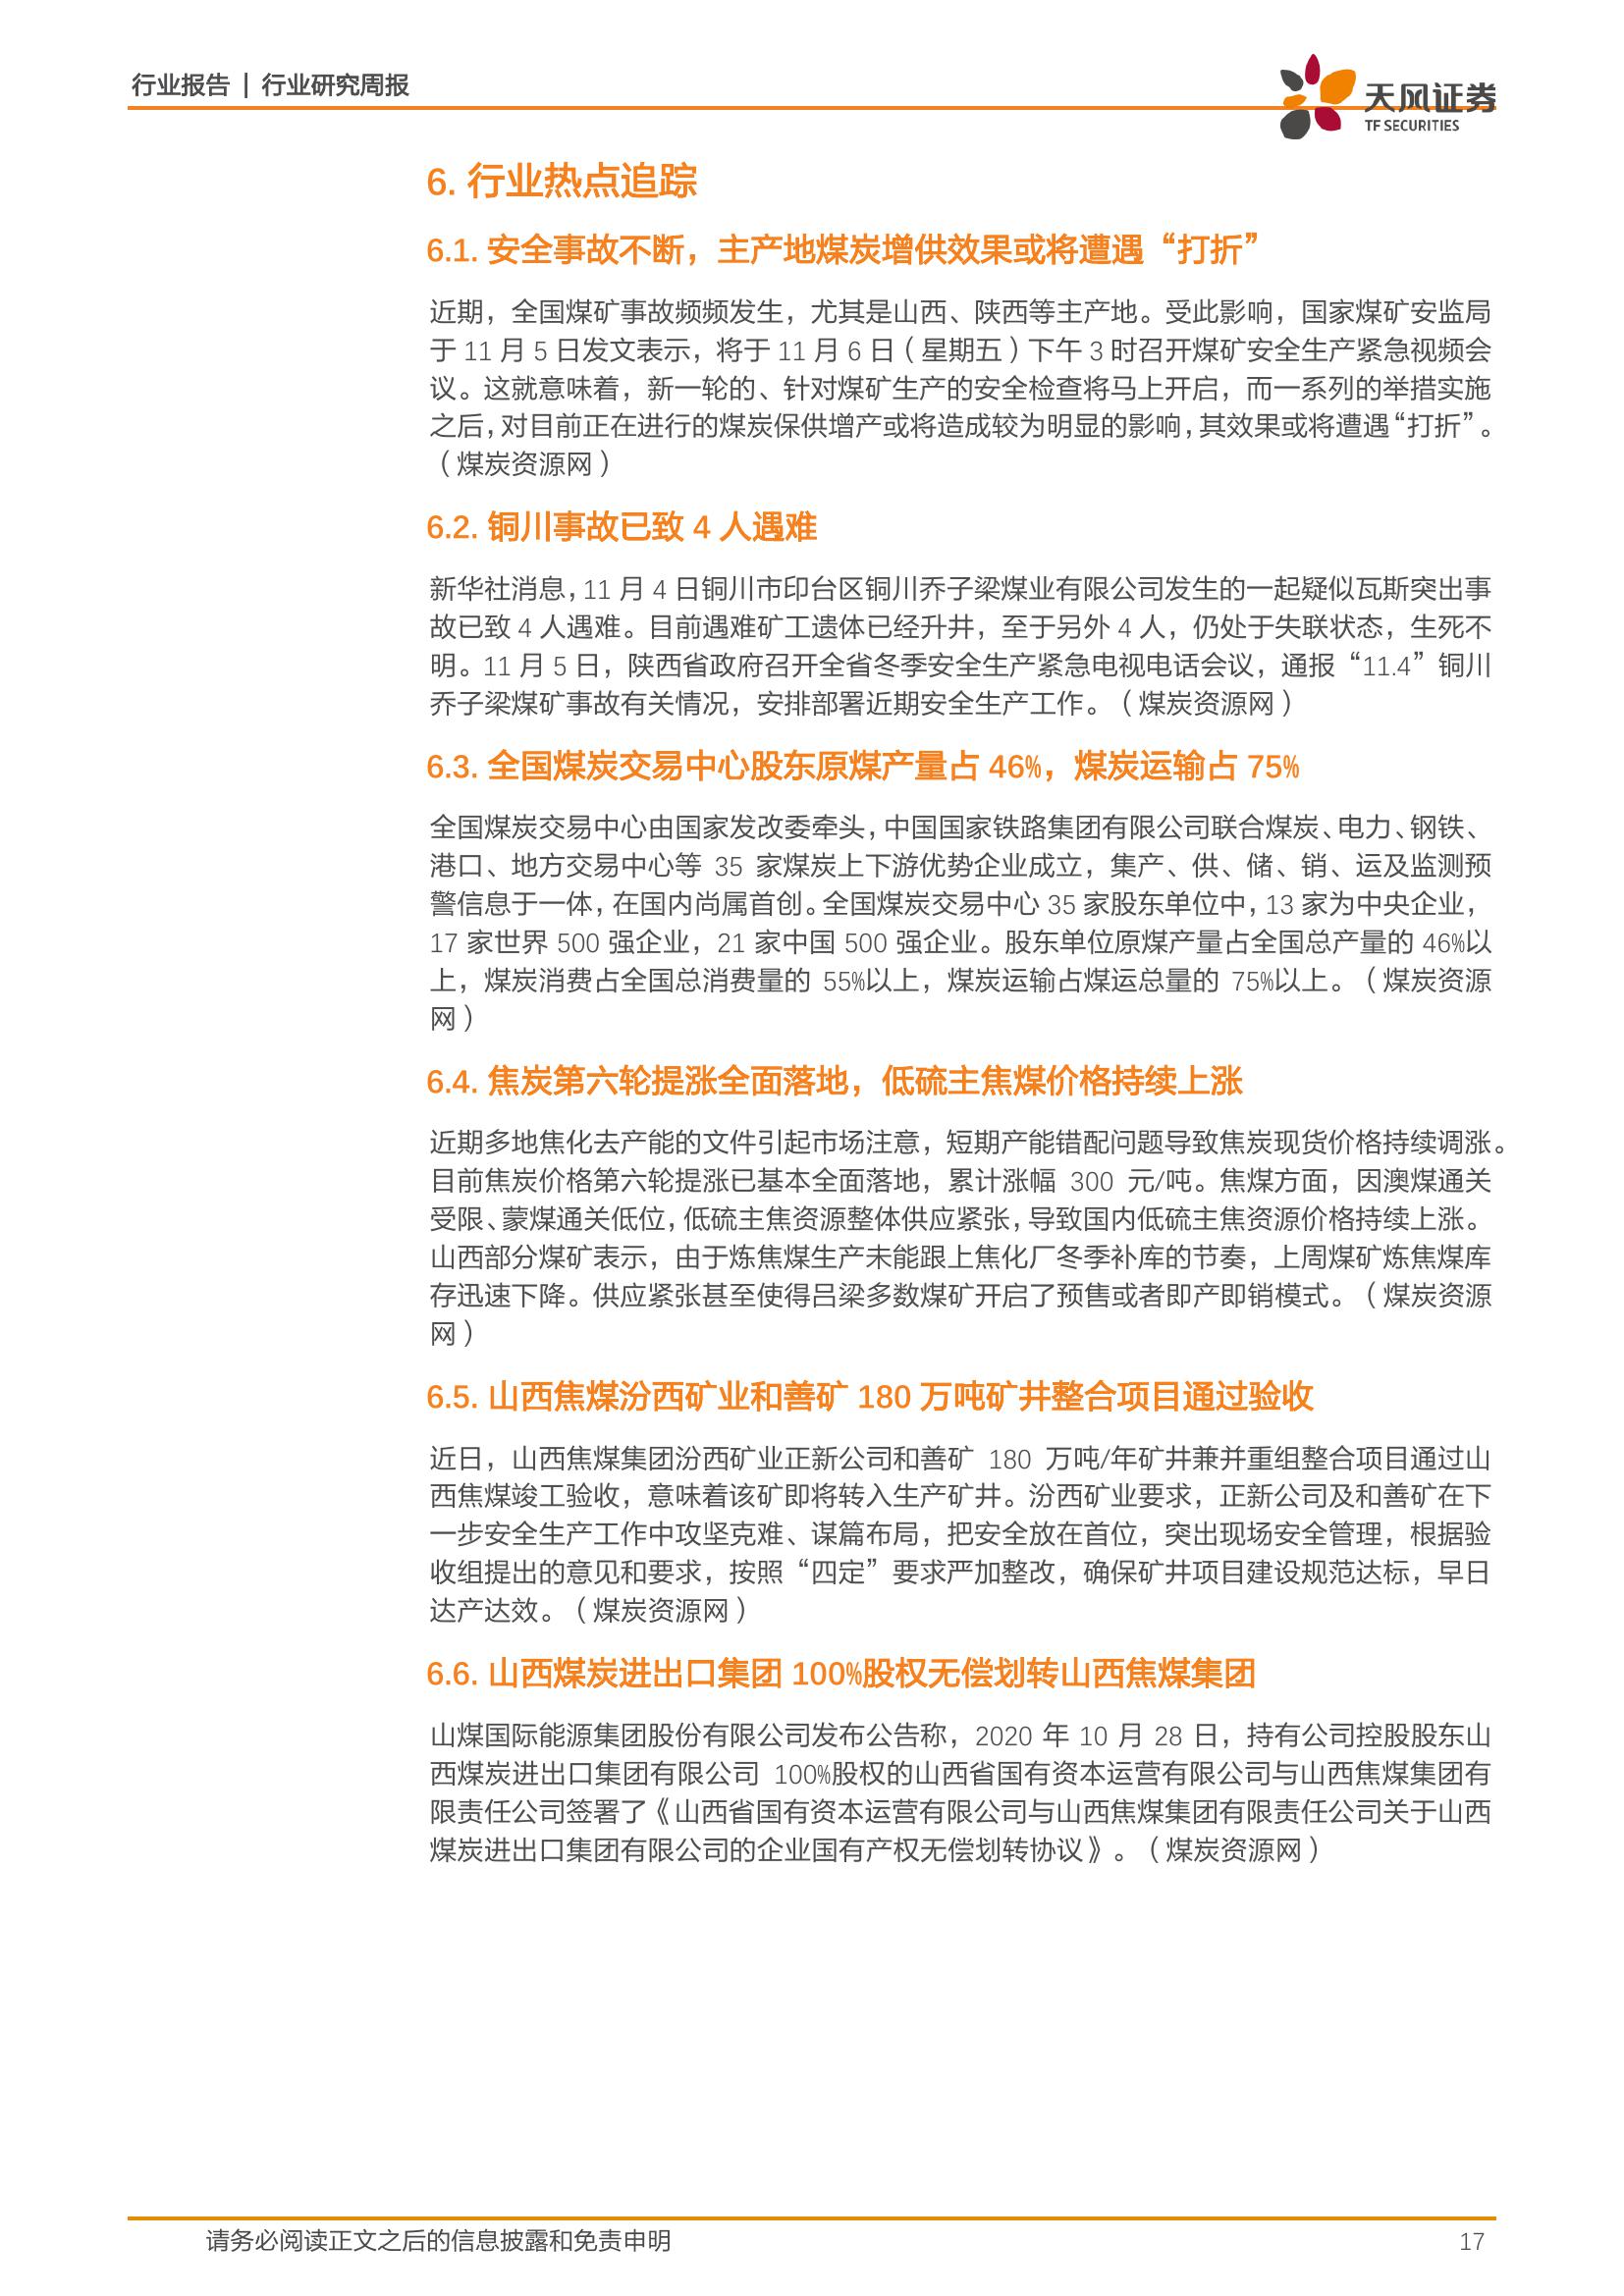 行业报告 | 行业研究周报
天风证券
TF SECURITIES
6. 行业热点追踪
6.1. 安全事故不断，主产地煤炭增供效果或将遭遇“打折”
近期，全国煤矿事故频频发生，尤其是山西、陕西等主产地。受此影响，国家煤矿安监局
于 11 月 5 日发文表示，将于 11 月 6 日（星期五）下午 3 时召开煤矿安全生产紧急视频会
议。这就意味着，新一轮的、针对煤矿生产的安全检查将马上开启，而一系列的举措实施
之后，对目前正在进行的煤炭保供增产或将造成较为明显的影响，其效果或将遭遇“打折”。
（煤炭资源网）
6.2. 铜川事故已致 4 人遇难
新华社消息，11 月 4 日铜川市印台区铜川乔子梁煤业有限公司发生的一起疑似瓦斯突出事
故已致 4 人遇难。目前遇难矿工遗体已经升井，至于另外 4 人，仍处于失联状态，生死不
明。11 月 5 日，陕西省政府召开全省冬季安全生产紧急电视电话会议，通报“11.4”铜川
乔子梁煤矿事故有关情况，安排部署近期安全生产工作。（煤炭资源网）
6.3. 全国煤炭交易中心股东原煤产量占 46%，煤炭运输占 75%
全国煤炭交易中心由国家发改委牵头，中国国家铁路集团有限公司联合煤炭、电力、钢铁、
港口、地方交易中心等 35 家煤炭上下游优势企业成立，集产、供、储、销、运及监测预
警信息于一体，在国内尚属首创。全国煤炭交易中心 35 家股东单位中，13 家为中央企业，
17 家世界 500 强企业，21 家中国 500 强企业。股东单位原煤产量占全国总产量的 46%以
上，煤炭消费占全国总消费量的 55%以上，煤炭运输占煤运总量的 75%以上。（煤炭资源
网）
6.4. 焦炭第六轮提涨全面落地，低硫主焦煤价格持续上涨
近期多地焦化去产能的文件引起市场注意，短期产能错配问题导致焦炭现货价格持续调涨。
目前焦炭价格第六轮提涨已基本全面落地，累计涨幅 300 元/吨。焦煤方面，因澳煤通关
受限、蒙煤通关低位，低硫主焦资源整体供应紧张，导致国内低硫主焦资源价格持续上涨。
山西部分煤矿表示，由于炼焦煤生产未能跟上焦化厂冬季补库的节奏，上周煤矿炼焦煤库
存迅速下降。供应紧张甚至使得吕梁多数煤矿开启了预售或者即产即销模式。（煤炭资源
网）
6.5. 山西焦煤汾西矿业和善矿 180 万吨矿井整合项目通过验收
近日，山西焦煤集团汾西矿业正新公司和善矿 180 万吨/年矿井兼并重组整合项目通过山
西焦煤竣工验收，意味着该矿即将转入生产矿井。汾西矿业要求，正新公司及和善矿在下
一步安全生产工作中攻坚克难、谋篇布局，把安全放在首位，突出现场安全管理，根据验
收组提出的意见和要求，按照“四定”要求严加整改，确保矿井项目建设规范达标，早日
达产达效。（煤炭资源网）
6.6. 山西煤炭进出口集团 100%股权无偿划转山西焦煤集团
山煤国际能源集团股份有限公司发布公告称，2020 年 10 月 28 日，持有公司控股股东山
西煤炭进出口集团有限公司 100%股权的山西省国有资本运营有限公司与山西焦煤集团有
限责任公司签署了《山西省国有资本运营有限公司与山西焦煤集团有限责任公司关于山西
煤炭进出口集团有限公司的企业国有产权无偿划转协议》。（煤炭资源网）
请务必阅读正文之后的信息披露和免责申明
17